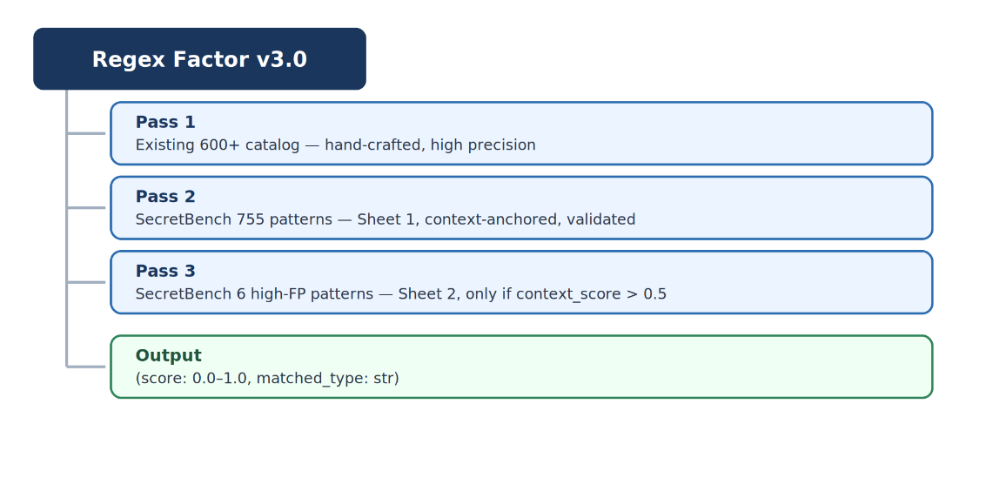 Regex Factor v3.0
Pass 1
Existing 600+ catalog — hand-crafted, high precision
Pass 2
SecretBench 755 patterns — Sheet 1, context-anchored, validated
Pass 3
SecretBench 6 high-FP patterns — Sheet 2, only if context_score > 0.5
Output
(score: 0.0–1.0, matched_type: str)